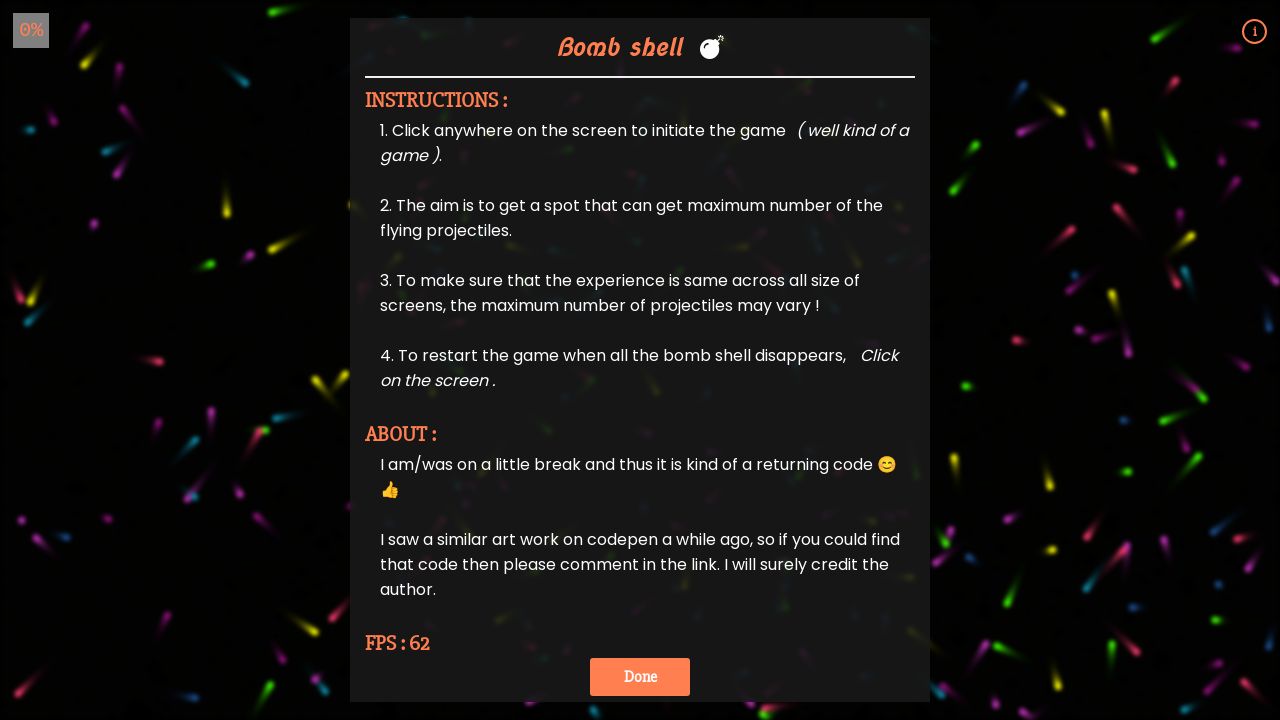 0%
i
Bomb shell 💣
INSTRUCTIONS :
1. Click anywhere on the screen to initiate the game ( well kind of a
game ).
2. The aim is to get a spot that can get maximum number of the
flying projectiles.
3. To make sure that the experience is same across all size of
screens, the maximum number of projectiles may vary !
4. To restart the game when all the bomb shell disappears, Click
on the screen .
ABOUT :
I am/was on a little break and thus it is kind of a returning code 😊
👍
I saw a similar art work on codepen a while ago, so if you could find
that code then please comment in the link. I will surely credit the
author.
FPS : 62
Done